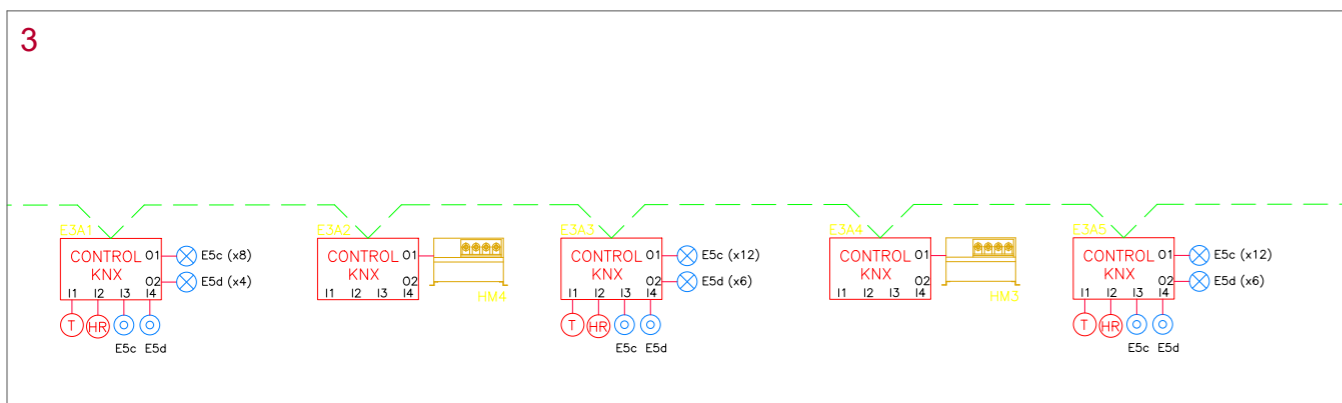 3
E3A1 E3A2 E3A3 E3A4 E3A5
CONTROL O1 E5c (x8)
KNX
O2 E5d (x4)
I1 I2 I3 I4
T HR
E5c E5d
CONTROL O1
KNX
I1 I2 I3 I4
HM4
CONTROL O1 E5c (x12)
KNX
O2 E5d (x6)
I1 I2 I3 I4
T HR
E5c E5d
CONTROL O1
KNX
I1 I2 I3 I4
HM3
CONTROL O1 E5c (x12)
KNX
O2 E5d (x6)
I1 I2 I3 I4
T HR
E5c E5d